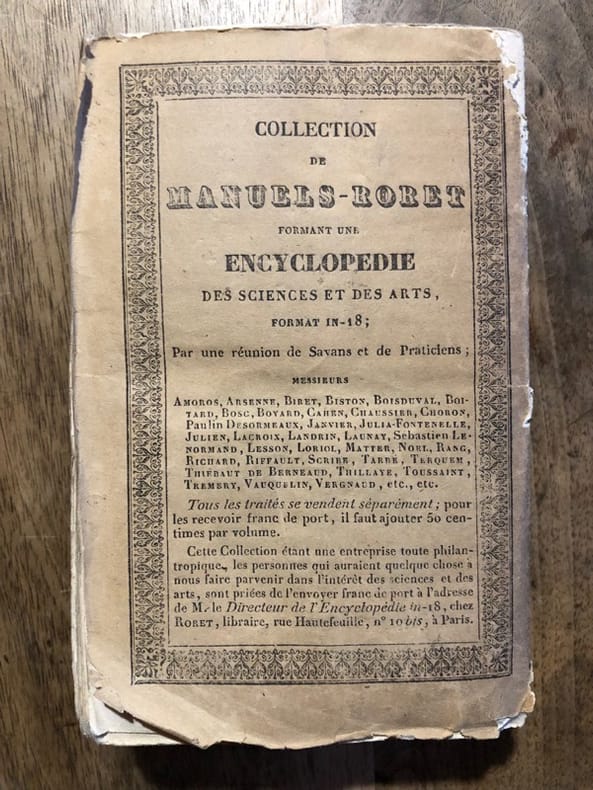 COLLECTION
DE
MANUELS-RORET
FORMANT UNE
ENCYCLOPEDIE
DES SCIENCES ET DES ARTS,
FORMAT IN-18;
Par une réunion de Savans et de Praticiens;
MESSIEURS
AMOROS, ARSENNE, BIRET, BISTON, BOISDUVAL, BOI-
TARD, BOSC, BOYARD, CAHEN, CHAUSSIER, CHORON,
PAULIN DESORMEAUX, JANVIER, JULIA-FONTENELLE,
JULIEN, LACROIX, LANDRIN, LAUNAY, Sébastien LE-
NORMAND, LESSON, LORIOL, MATTER, NOEL, RANG,
RICHARD, RIFFAULT, SCRIBE, TARBÉ, TERQUEM,
THIÉBAUT DE BERNEAUD, THILLAYE, TOUSSAINT,
TREMERY, VAUQUELIN, VERGNAUD, etc., etc.
Tous les traités se vendent séparément; pour
les recevoir franc de port, il faut ajouter 50 cen-
times par volume.
Cette Collection étant une entreprise toute philan-
tropique, les personnes qui auraient quelque chose à
nous faire parvenir dans l'intérêt des sciences et des
arts, sont priées de l'envoyer franc de port à l'adresse
de M. le Directeur de l'Encyclopédie in-18, chez
RORET, libraire, rue Hautefeuille, n° 10 bis, à Paris.